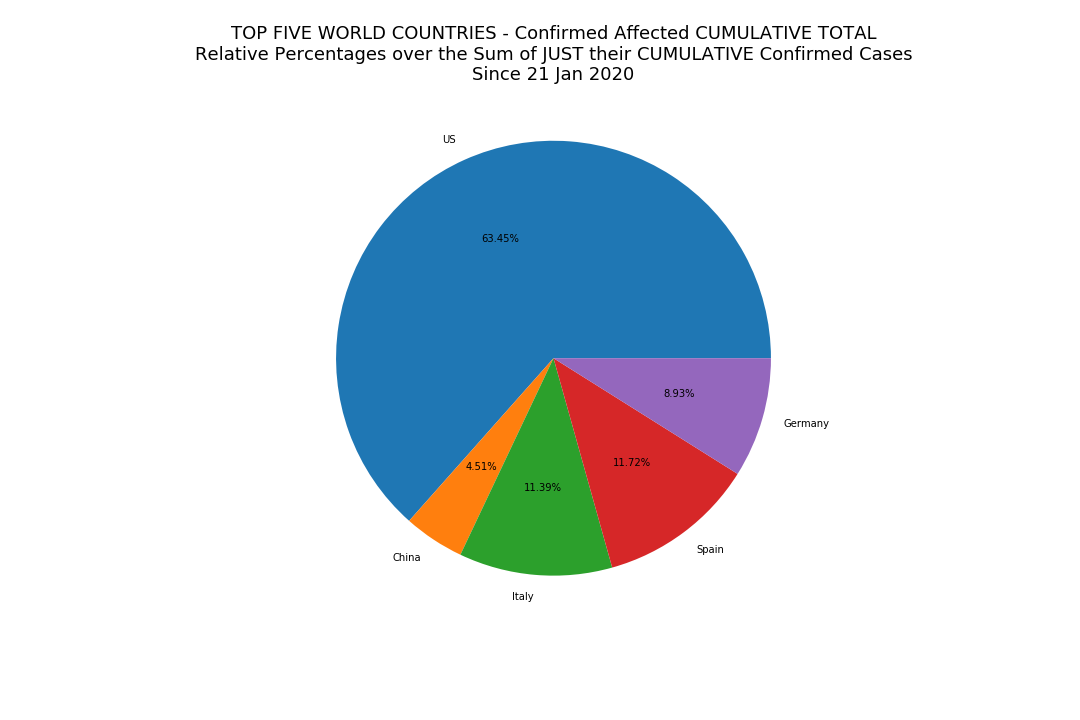 TOP FIVE WORLD COUNTRIES - Confirmed Affected CUMULATIVE TOTAL
Relative Percentages over the Sum of JUST their CUMULATIVE Confirmed Cases
Since 21 Jan 2020
US
63.45%
8.93%
Germany
11.72%
4.51%
11.39%
Spain
China
Italy